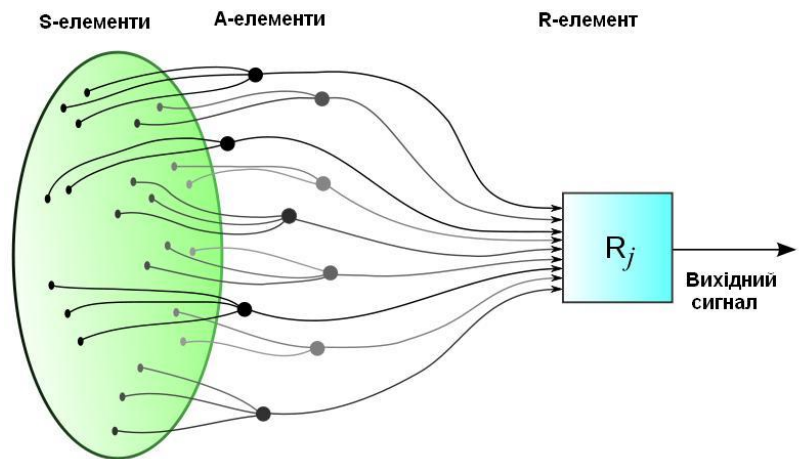 S-елементи
А-елементи
R-елемент
Rj
Вихідний
сигнал